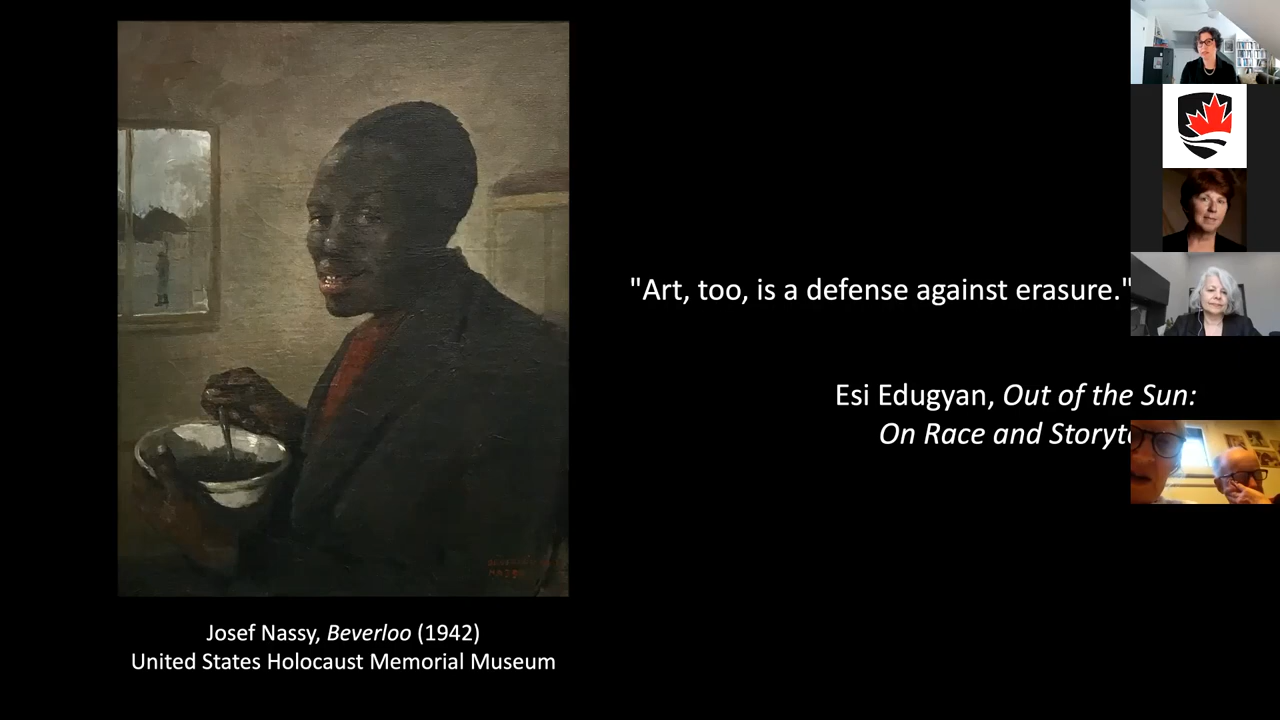 "Art, too, is a defense against erasure."
Esi Edugyan, Out of the Sun:
On Race and
Josef Nassy, Beverloo (1942)
United States Holocaust Memorial Museum